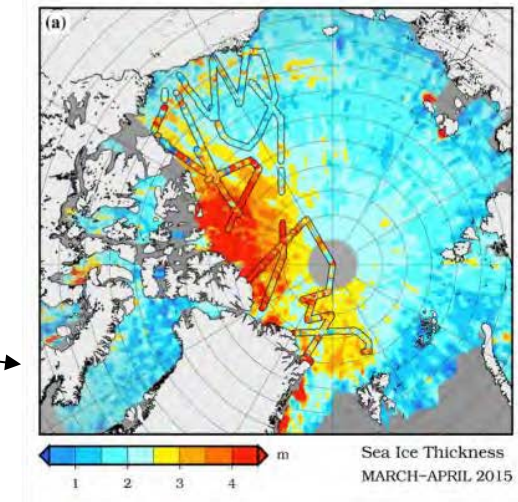 (a)
m
1 2 3 4
Sea Ice Thickness
MARCH–APRIL 2015